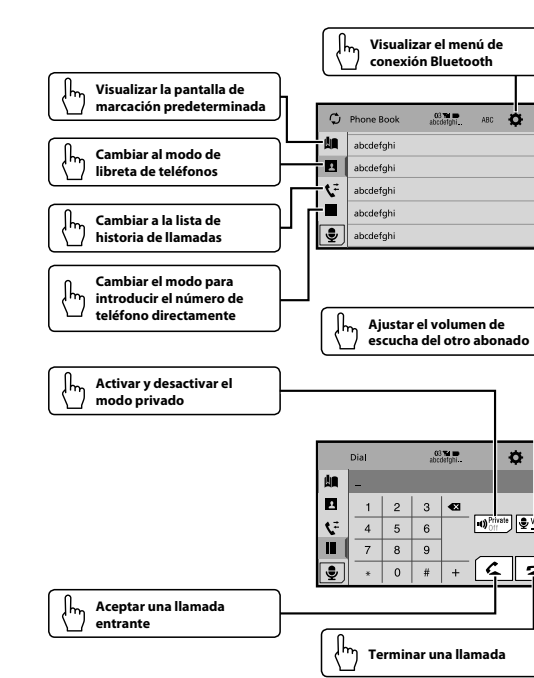 Visualizar el menú de
conexión Bluetooth
Visualizar la pantalla de
marcación predeterminada
Cambiar al modo de
libreta de teléfonos
Cambiar a la lista de
historia de llamadas
Cambiar el modo para
introducir el número de
teléfono directamente
Phone Book
03
abcdefghi...
ABC
abcdefghi
abcdefghi
abcdefghi
abcdefghi
abcdefghi
Ajustar el volumen de
escucha del otro abonado
Activar y desactivar el
modo privado
Dial
03
abcdefghi...
_
1 2 3
4 5 6
7 8 9
* 0 # +
Private
Off
Aceptar una llamada
entrante
Terminar una llamada